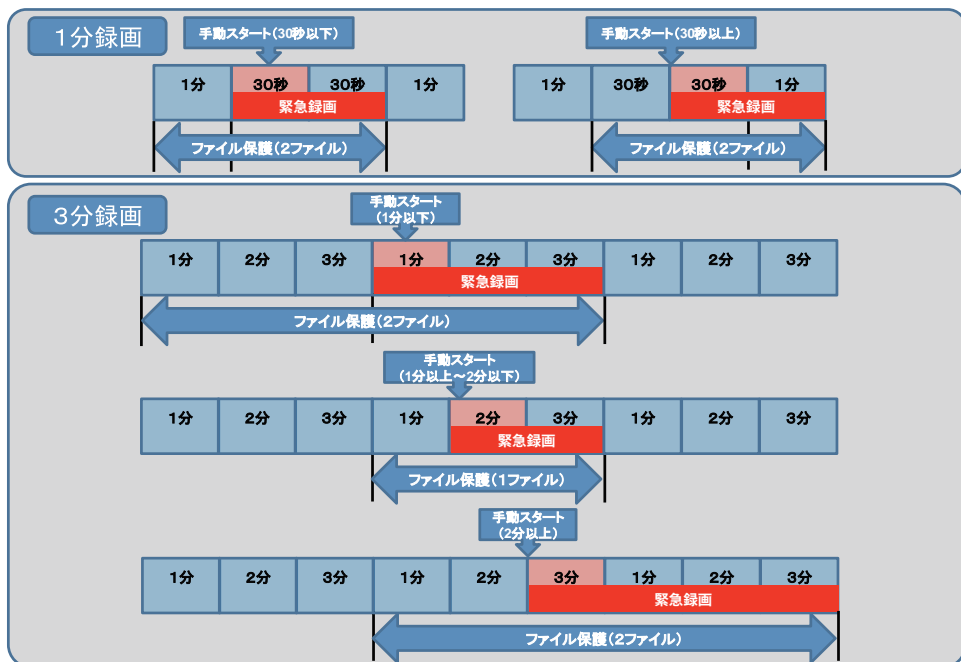 1分録画
手動スタート(30秒以下)
1分 30秒 30秒 1分
緊急録画
ファイル保護(2ファイル)
手動スタート(30秒以上)
1分 30秒 30秒 1分
緊急録画
ファイル保護(2ファイル)
3分録画
手動スタート
(1分以下)
1分 2分 3分 1分 2分 3分 1分 2分 3分
緊急録画
ファイル保護(2ファイル)
手動スタート
(1分以上~2分以下)
1分 2分 3分 1分 2分 3分 1分 2分 3分
緊急録画
ファイル保護(1ファイル)
手動スタート
(2分以上)
1分 2分 3分 1分 2分 3分 1分 2分 3分
緊急録画
ファイル保護(2ファイル)